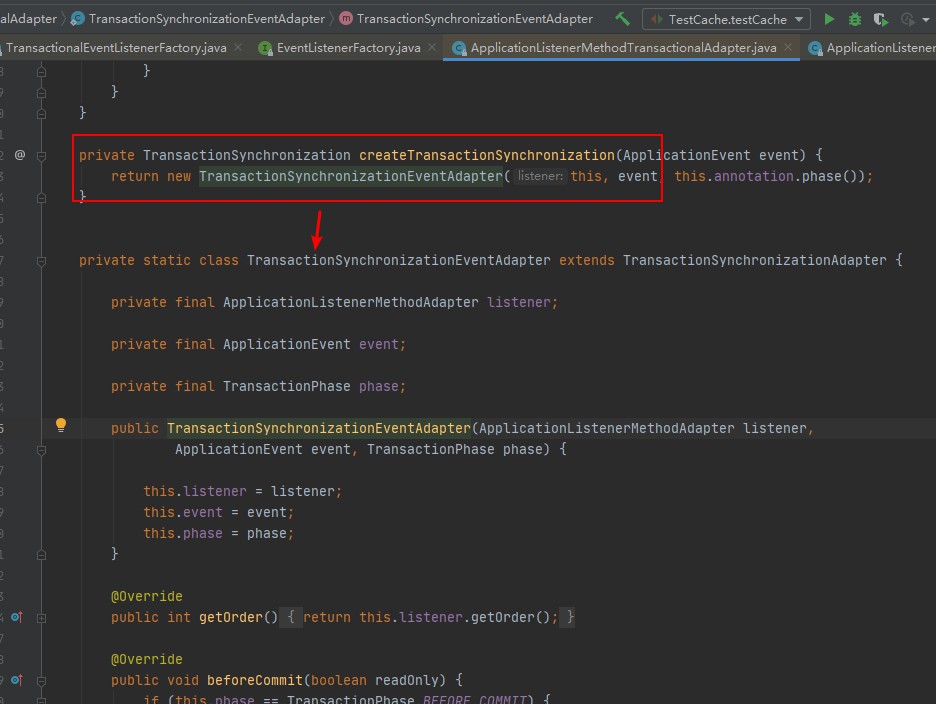 alAdapter TransactionSynchronizationEventAdapter TransactionSynchronizationEventAdapter TestCache.testCache
TransactionalEventListenerFactory.java EventListenerFactory.java ApplicationListenerMethodTransactionalAdapter.java ApplicationListener
}
}
}
@ private TransactionSynchronization createTransactionSynchronization(ApplicationEvent event) {
return new TransactionSynchronizationEventAdapter( listener: this, event, this.annotation.phase());
}
private static class TransactionSynchronizationEventAdapter extends TransactionSynchronizationAdapter {
private final ApplicationListenerMethodAdapter listener;
private final ApplicationEvent event;
private final TransactionPhase phase;
public TransactionSynchronizationEventAdapter(ApplicationListenerMethodAdapter listener,
ApplicationEvent event, TransactionPhase phase) {
this.listener = listener;
this.event = event;
this.phase = phase;
}
@Override
public int getOrder() { return this.listener.getOrder(); }
@Override
public void beforeCommit(boolean readOnly) {
if (this.phase == TransactionPhase.BEFORE_COMMIT) {